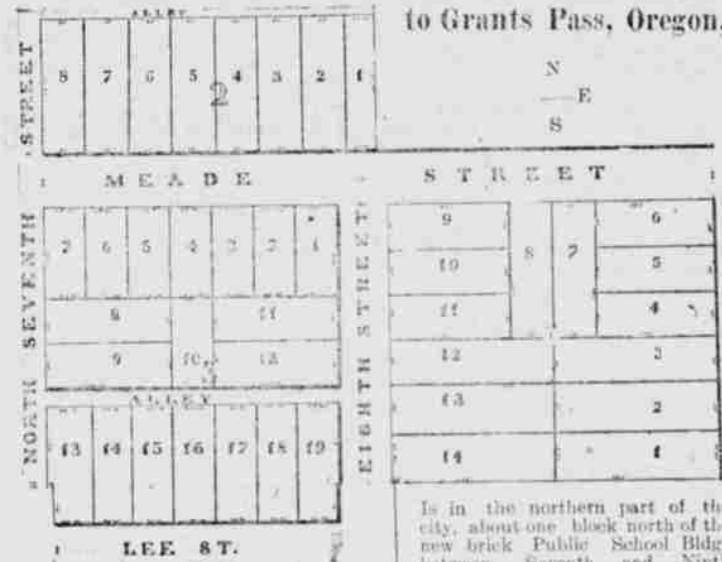 to Grants Pass, Oregon,
N
E
S
ALLEY
STREET
8 7 6 5 4 3 2 1
2
MEADE STREET
NORTH SEVENTH
7 6 5 4 3 2 1
8 11
9 10 12
ALLEY
13 14 15 16 17 18 19
LEE ST.
EIGHTH STREET
9 8 7 6
10 5
11 4
12 3
13 2
14 1
Is in the northern part of the
city, about one block north of the
new brick Public School Bldg
between Seventh and Ninth